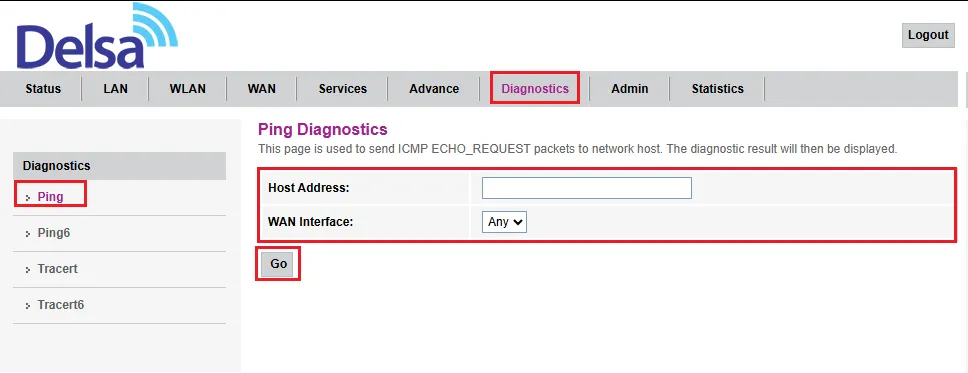 Delsa
Logout
Status LAN WLAN WAN Services Advance Diagnostics Admin Statistics
Diagnostics
Ping
Ping6
Tracert
Tracert6
Ping Diagnostics
This page is used to send ICMP ECHO_REQUEST packets to network host. The diagnostic result will then be displayed.
Host Address:
WAN Interface: Any
Go